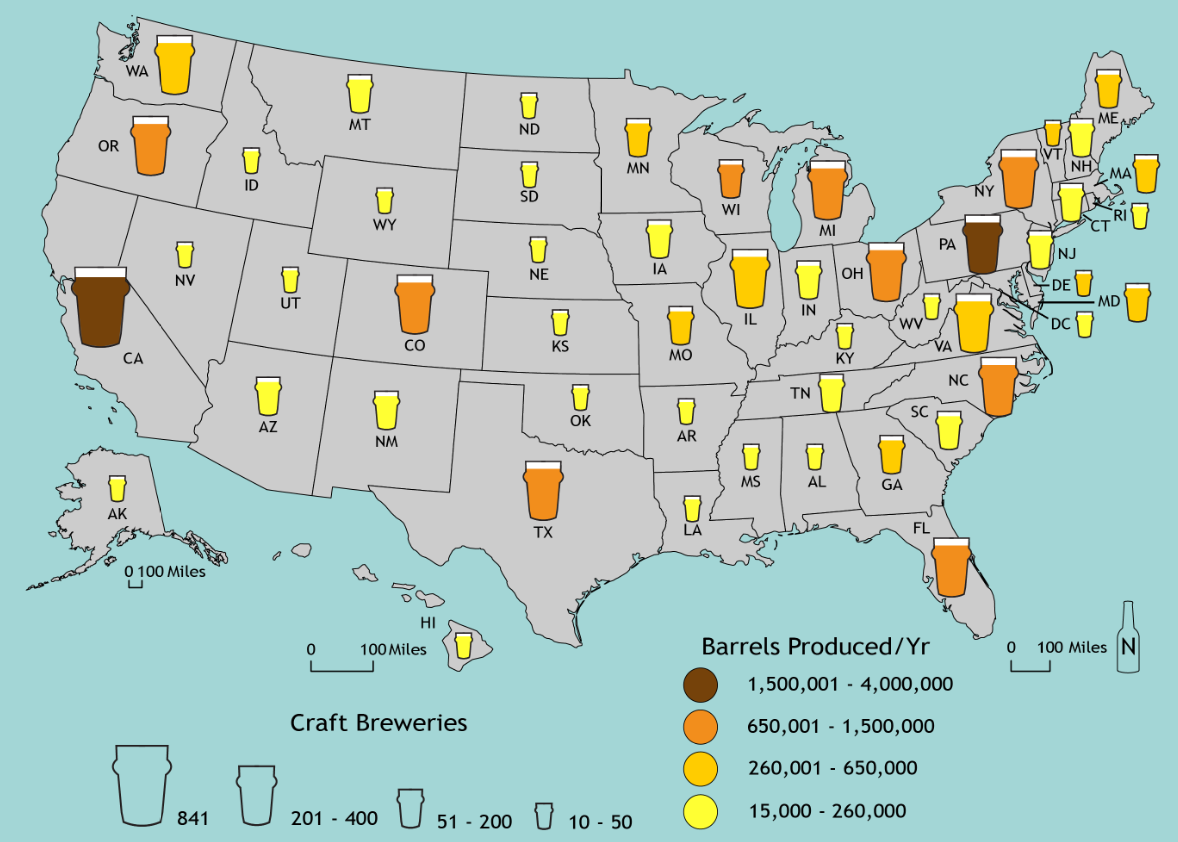 WA
MT
ND
ME
OR
MN
VT
NH
MA
ID
SD
WI
NY
WY
MI
RI
CT
PA
NJ
NV
NE
IA
OH
UT
DE
MD
IL
IN
WV
DC
CO
KS
MO
KY
VA
CA
NC
TN
AZ
NM
OK
AR
SC
MS
AL
GA
AK
TX
LA
FL
0 100 Miles
HI
0 100 Miles
0 100 Miles
N
Barrels Produced/Yr
1,500,001 - 4,000,000
650,001 - 1,500,000
260,001 - 650,000
15,000 - 260,000
Craft Breweries
841
201 - 400
51 - 200
10 - 50